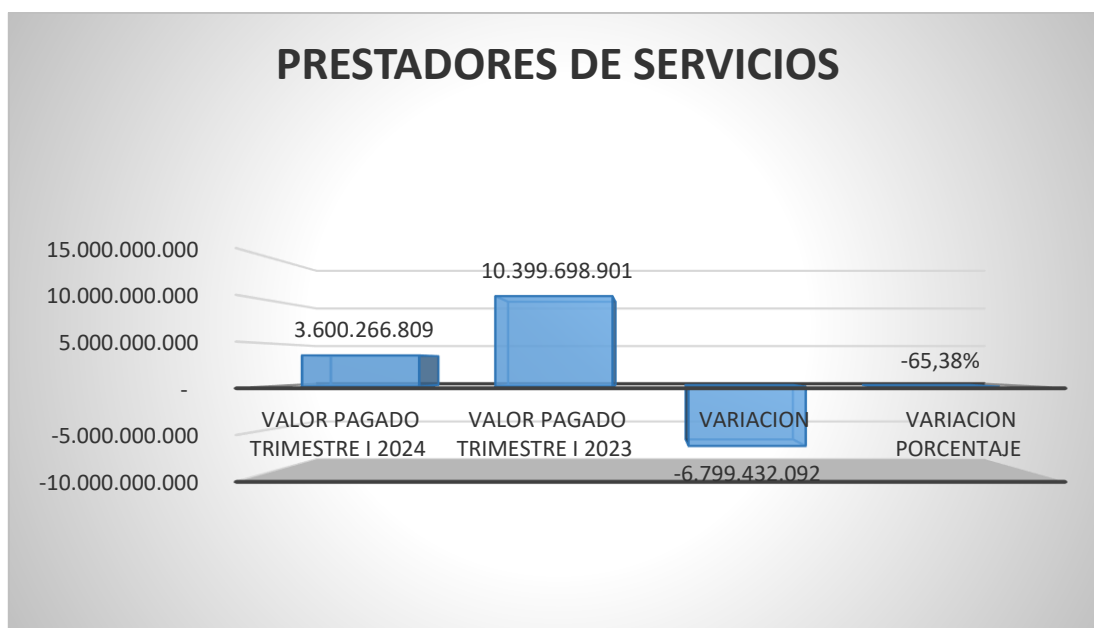 PRESTADORES DE SERVICIOS
15.000.000.000
10.000.000.000
5.000.000.000
-
-5.000.000.000
-10.000.000.000
3.600.266.809
10.399.698.901
-6.799.432.092
-65,38%
VALOR PAGADO
TRIMESTRE I 2024
VALOR PAGADO
TRIMESTRE I 2023
VARIACION
VARIACION
PORCENTAJE